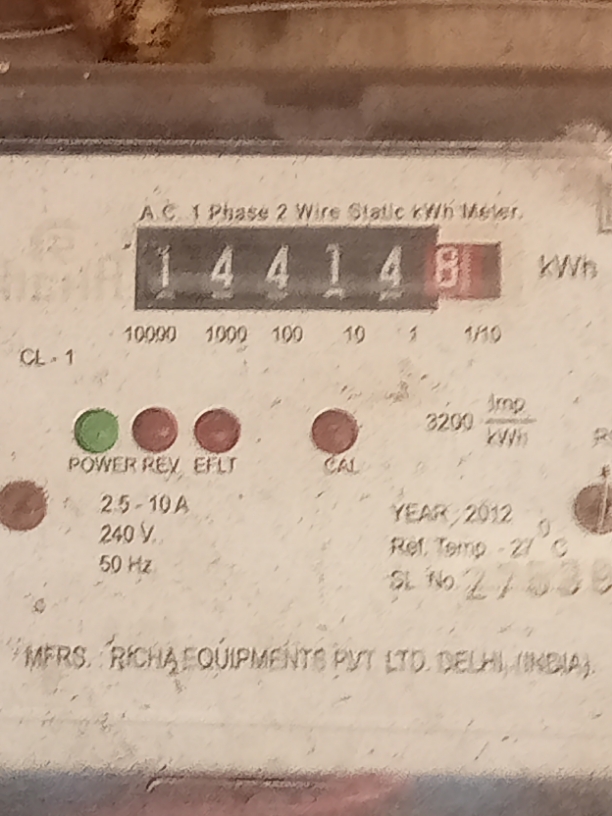 A.C. 1 Phase 2 Wire Static kWh Meter.
1 4 4 1 4 8 kWh
10000 1000 100 10 1 1/10
CL - 1
3200 Imp/kWh
POWER REV EFLT CAL
2.5 - 10 A
240 V.
50 Hz
YEAR 2012
Ref. Temp - 27°C
SL No.
MFRS. RICHA EQUIPMENTS PVT LTD. DELHI, (INDIA).